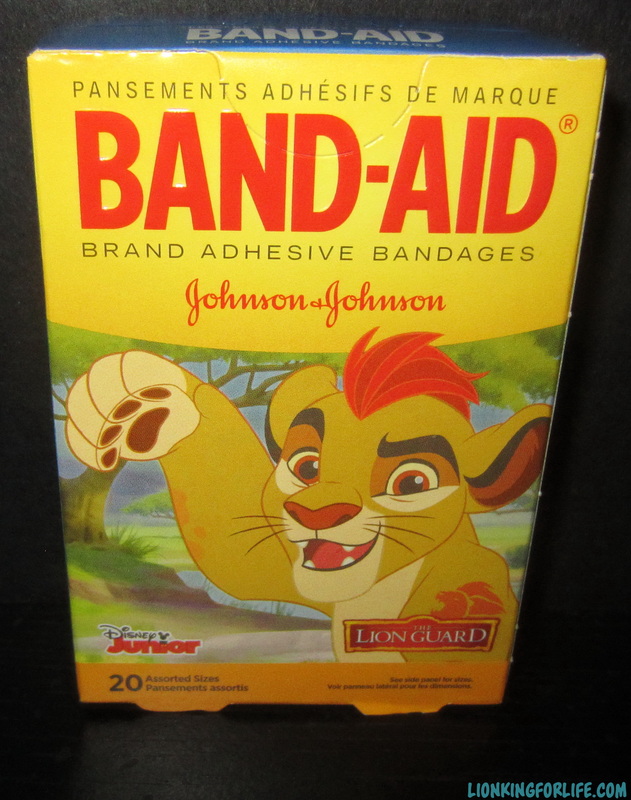 BAND-AID
BRAND ADHESIVE BANDAGES
PANSEMENTS ADHÉSIFS DE MARQUE
BAND-AID®
BRAND ADHESIVE BANDAGES
Johnson & Johnson
Disney
Junior
THE
LION GUARD
20 Assorted Sizes
Pansements assortis
See side panel for sizes.
Voir panneau latéral pour les dimensions.
LIONKINGFORLIFE.COM